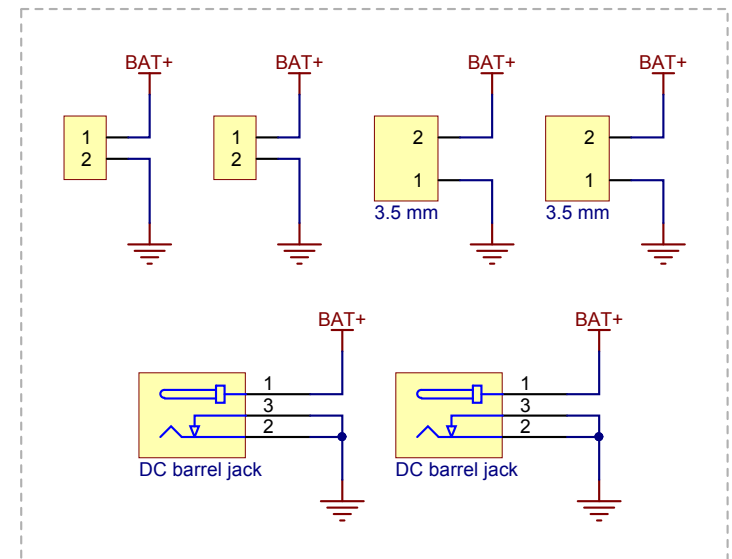 BAT+ BAT+ BAT+ BAT+
1 1 2 2
2 2
1 1
3.5 mm 3.5 mm
BAT+ BAT+
1 1
3 3
2 2
DC barrel jack DC barrel jack